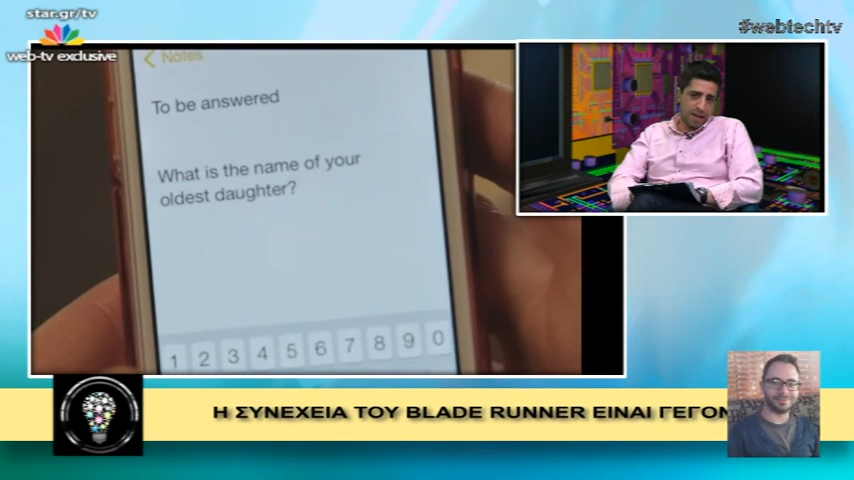 star.gr/tv
web-tv exclusive
#webtechtv
Notes
To be answered
What is the name of your
oldest daughter?
1 2 3 4 5 6 7 8 9 0
Η ΣΥΝΕΧΕΙΑ ΤΟΥ BLADE RUNNER ΕΙΝΑΙ ΓΕΓΟΝ